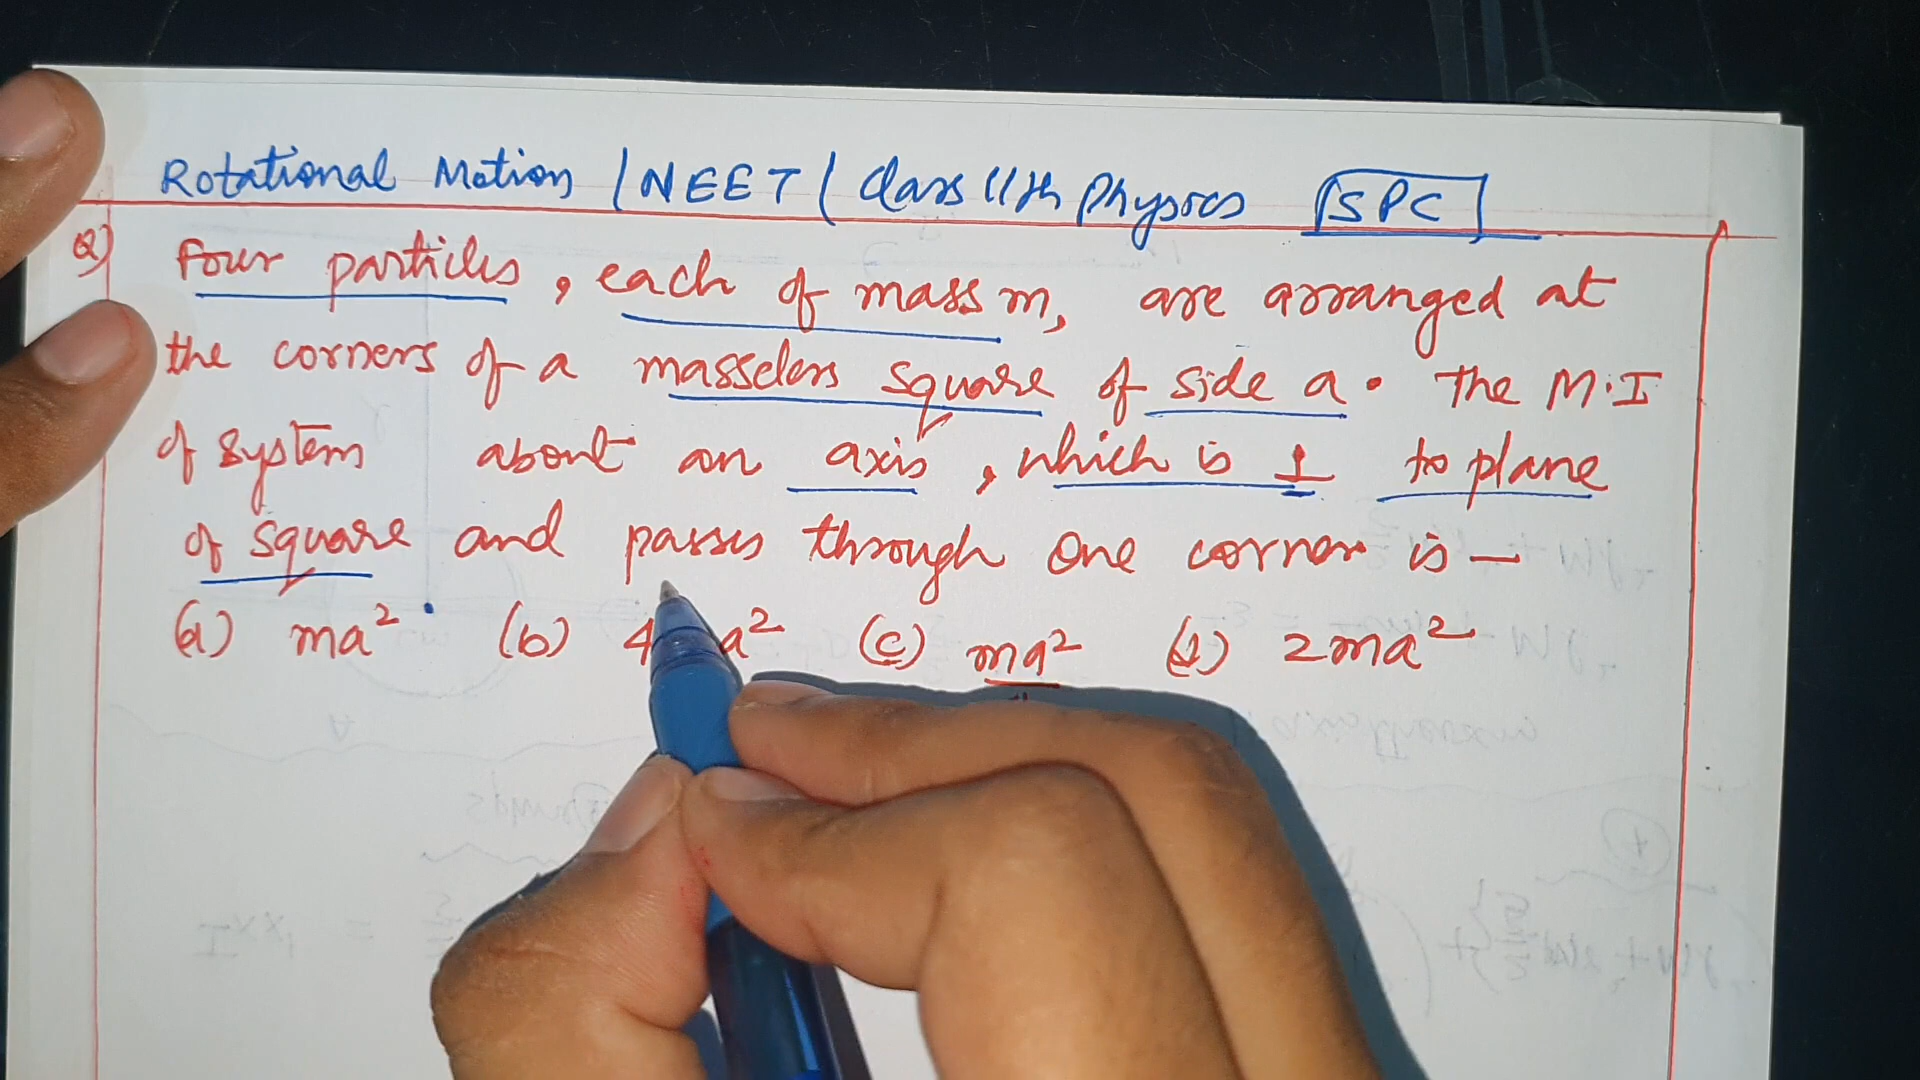 Rotational Motion / NEET / Class 11th Physics SPC
Q) Four particles, each of mass m, are arranged at
the corners of a massless square of side a. The M.I
of system about an axis, which is ⊥ to plane
of square and passes through one corner is —
(a) ma² (b) 4 a² (c) ma² (d) 2ma²